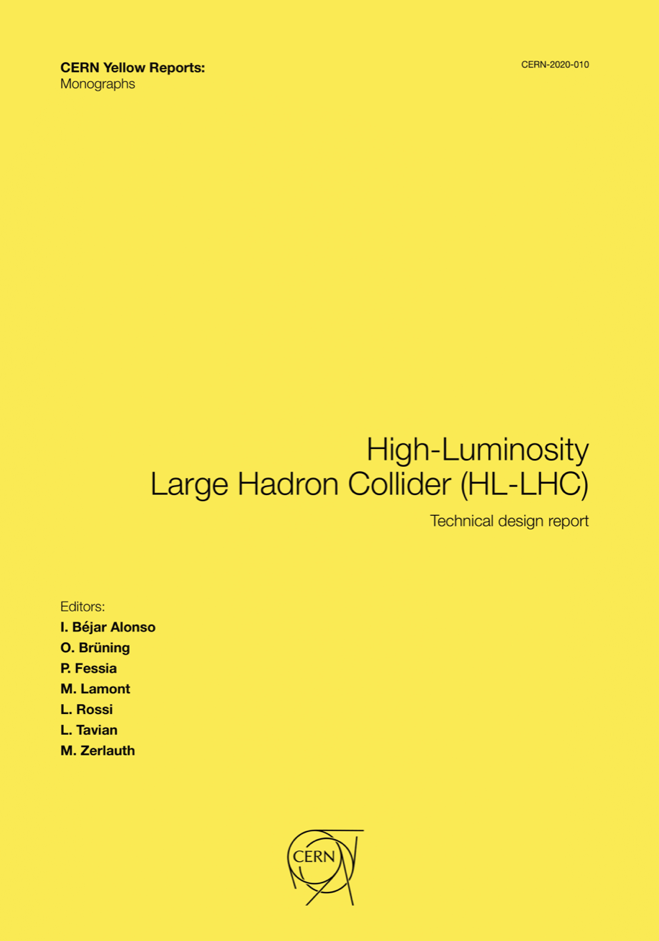 CERN Yellow Reports:
Monographs
CERN-2020-010
High-Luminosity
Large Hadron Collider (HL-LHC)
Technical design report
Editors:
I. Béjar Alonso
O. Brüning
P. Fessia
M. Lamont
L. Rossi
L. Tavian
M. Zerlauth
CERN